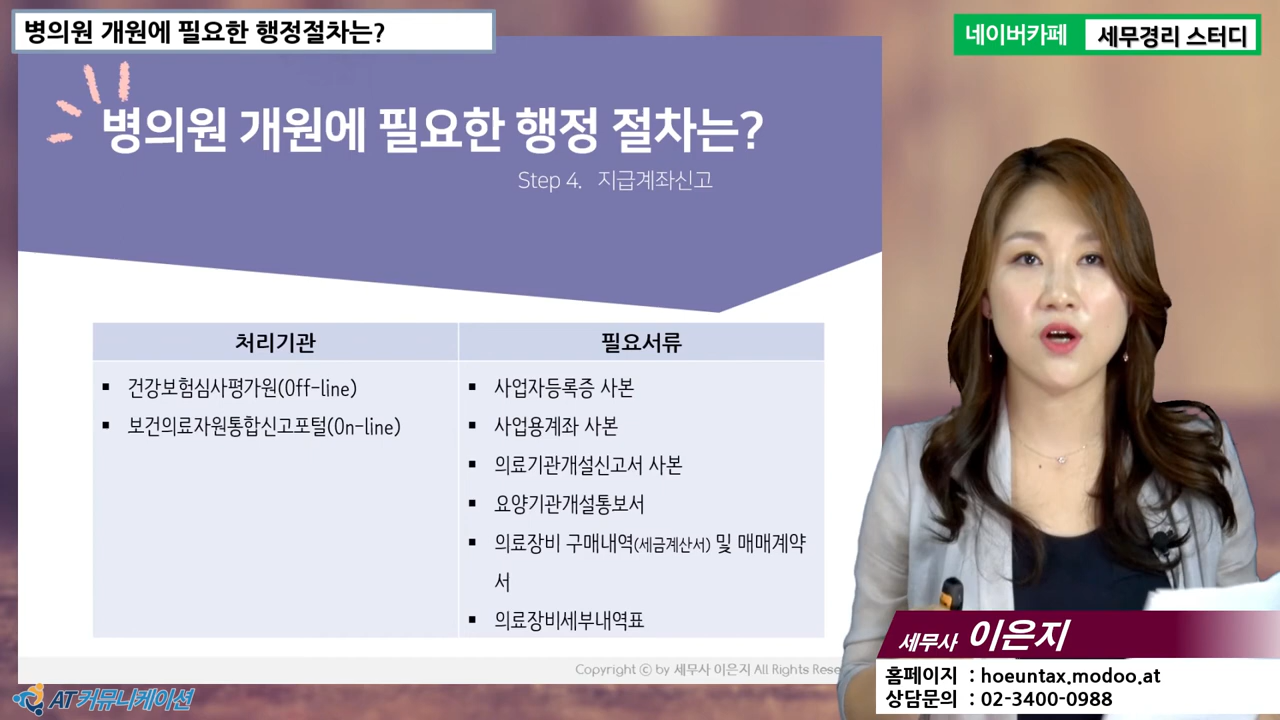 병의원 개원에 필요한 행정절차는?
네이버카페 세무경리 스터디
병의원 개원에 필요한 행정 절차는?
Step 4. 지급계좌신고
처리기관
필요서류
▪ 건강보험심사평가원(Off-line)
▪ 보건의료자원통합신고포털(On-line)
▪ 사업자등록증 사본
▪ 사업용계좌 사본
▪ 의료기관개설신고서 사본
▪ 요양기관개설통보서
▪ 의료장비 구매내역(세금계산서) 및 매매계약
서
▪ 의료장비세부내역표
Copyright ⓒ by 세무사 이은지 All Rights Rese
세무사 이은지
홈페이지 : hoeuntax.modoo.at
상담문의 : 02-3400-0988
AT커뮤니케이션